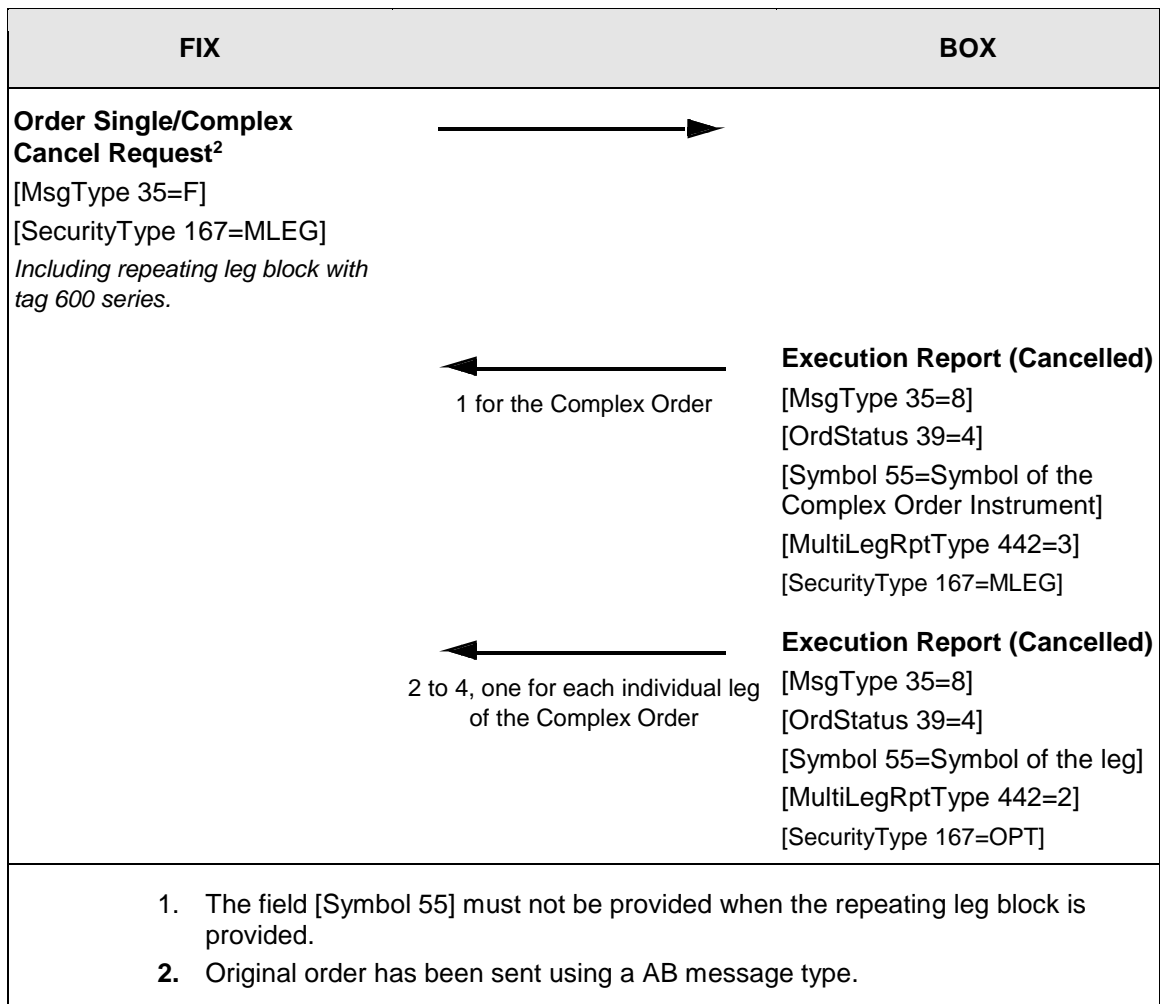 FIX BOX
Order Single/Complex
Cancel Request2
[MsgType 35=F]
[SecurityType 167=MLEG]
Including repeating leg block with
tag 600 series.
1 for the Complex Order
Execution Report (Cancelled)
[MsgType 35=8]
[OrdStatus 39=4]
[Symbol 55=Symbol of the
Complex Order Instrument]
[MultiLegRptType 442=3]
[SecurityType 167=MLEG]
2 to 4, one for each individual leg
of the Complex Order
Execution Report (Cancelled)
[MsgType 35=8]
[OrdStatus 39=4]
[Symbol 55=Symbol of the leg]
[MultiLegRptType 442=2]
[SecurityType 167=OPT]
1. The field [Symbol 55] must not be provided when the repeating leg block is
provided.
2. Original order has been sent using a AB message type.